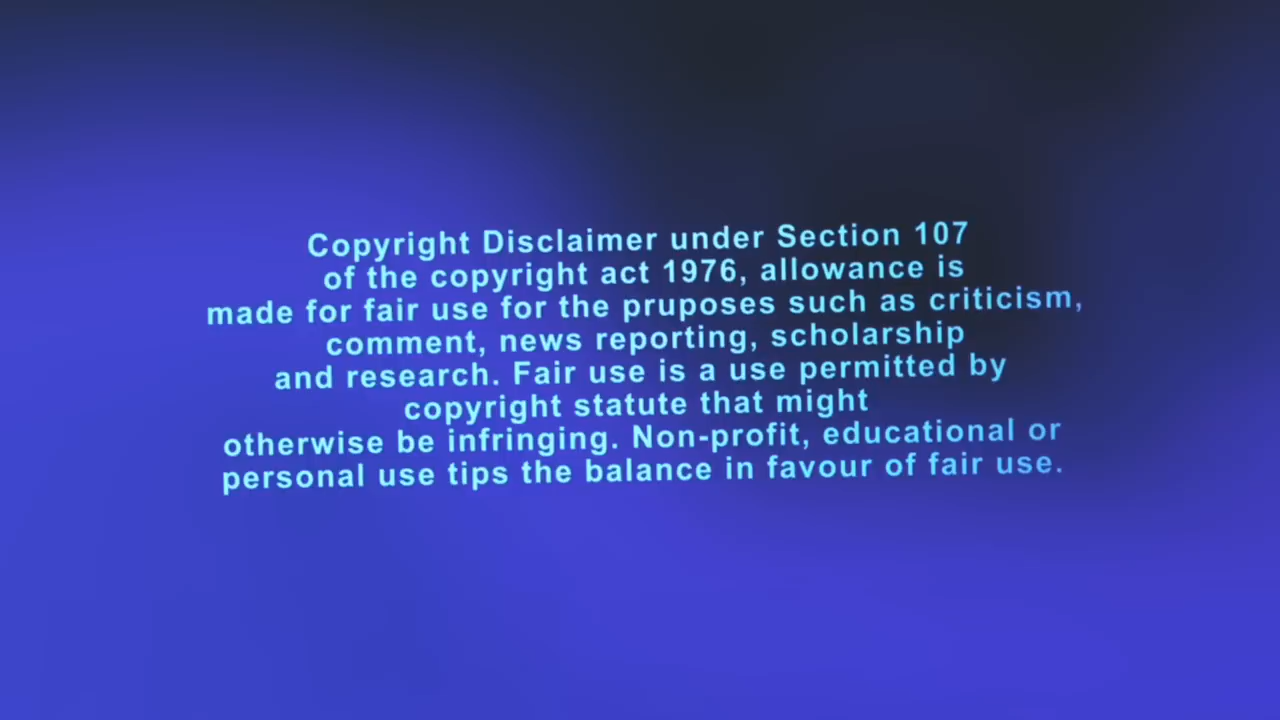 Copyright Disclaimer under Section 107
of the copyright act 1976, allowance is
made for fair use for the pruposes such as criticism,
comment, news reporting, scholarship
and research. Fair use is a use permitted by
copyright statute that might
otherwise be infringing. Non-profit, educational or
personal use tips the balance in favour of fair use.